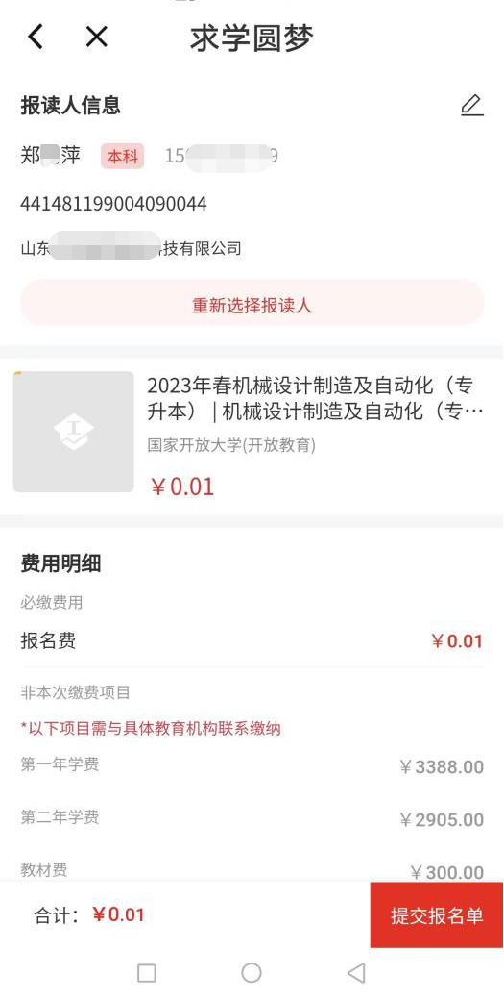 求学圆梦
报读人信息
郑 萍 本科 15 9
441481199004090044
山东 技有限公司
重新选择报读人
2023年春机械设计制造及自动化（专
升本） | 机械设计制造及自动化（专…
国家开放大学(开放教育)
￥0.01
费用明细
必缴费用
报名费 ￥0.01
非本次缴费项目
*以下项目需与具体教育机构联系缴纳
第一年学费 ￥3388.00
第二年学费 ￥2905.00
教材费 ￥300.00
合计：￥0.01 提交报名单